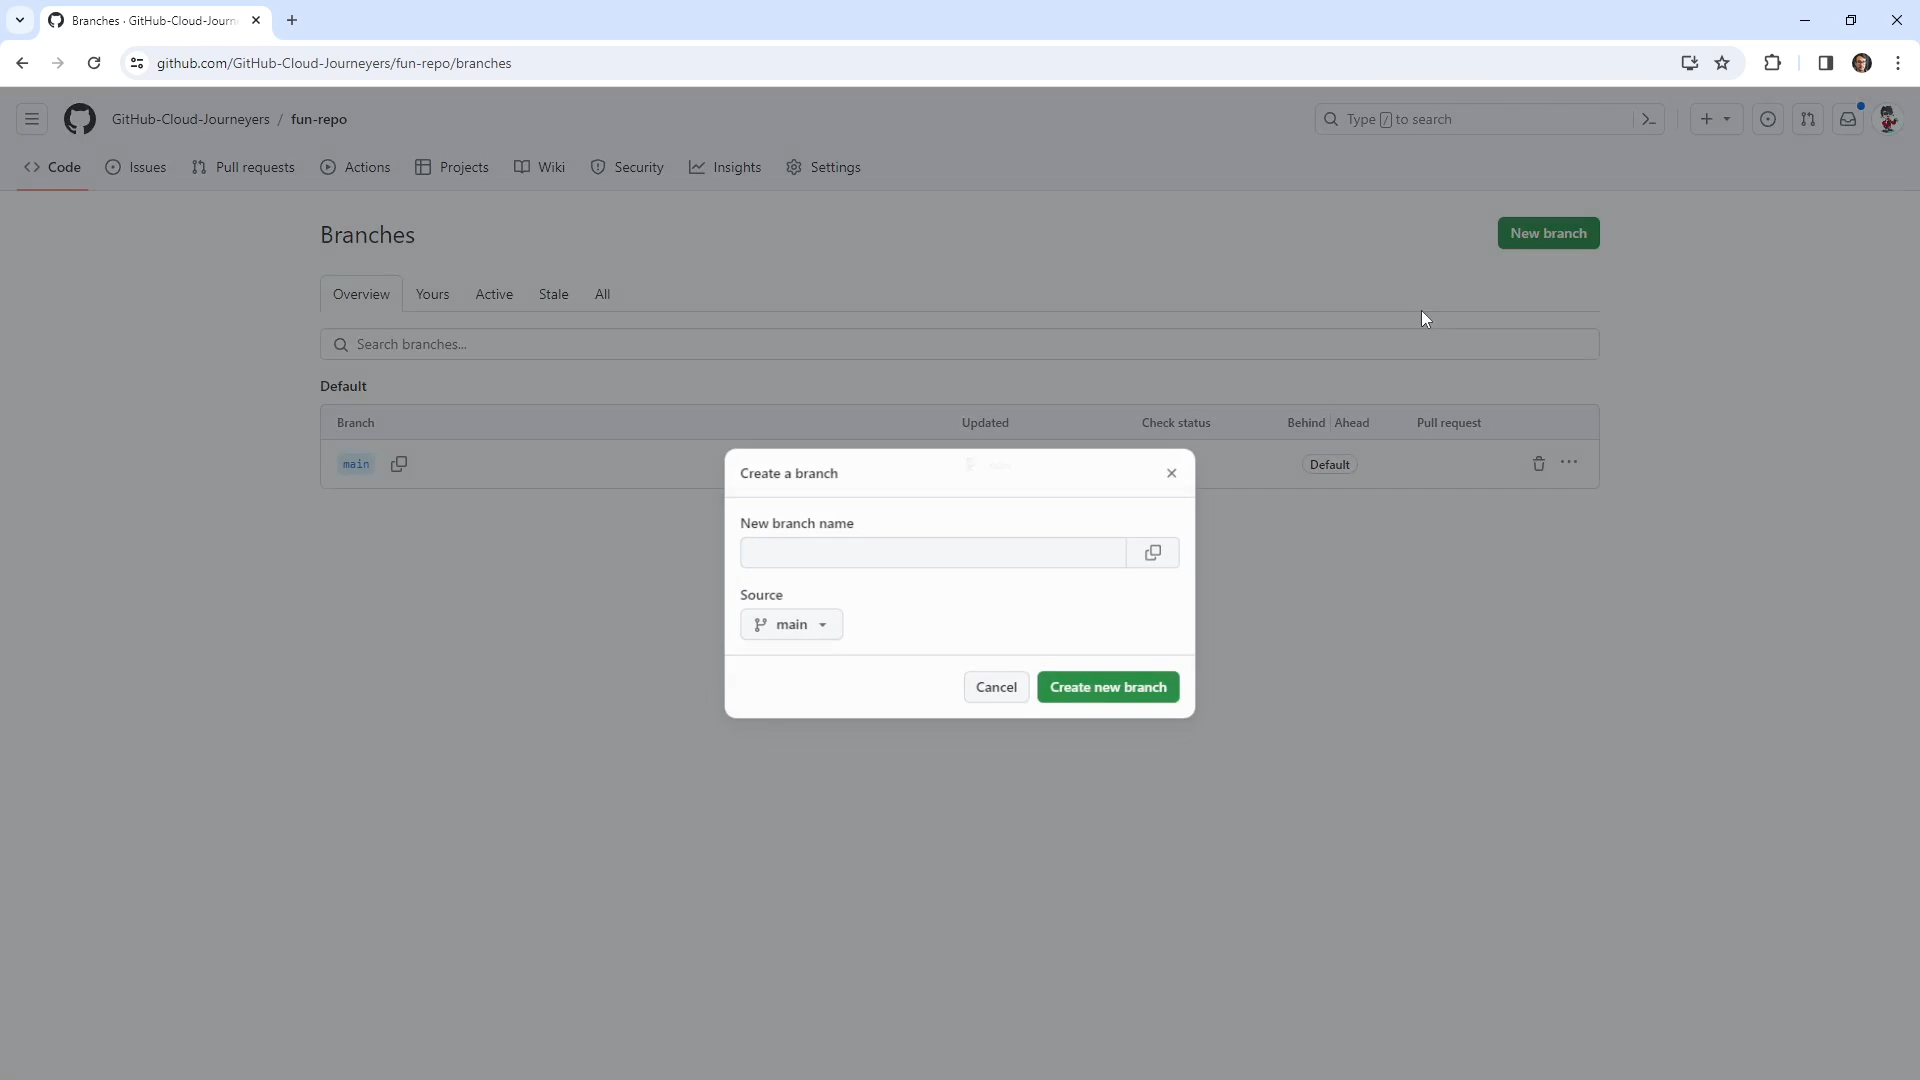 Branches · GitHub-Cloud-Journ
github.com/GitHub-Cloud-Journeyers/fun-repo/branches
GitHub-Cloud-Journeyers / fun-repo
Type / to search
Code Issues Pull requests Actions Projects Wiki Security Insights Settings
Branches
New branch
Overview Yours Active Stale All
Search branches...
Default
Branch Updated Check status Behind Ahead Pull request
main Default
Create a branch
New branch name
Source
main
Cancel Create new branch